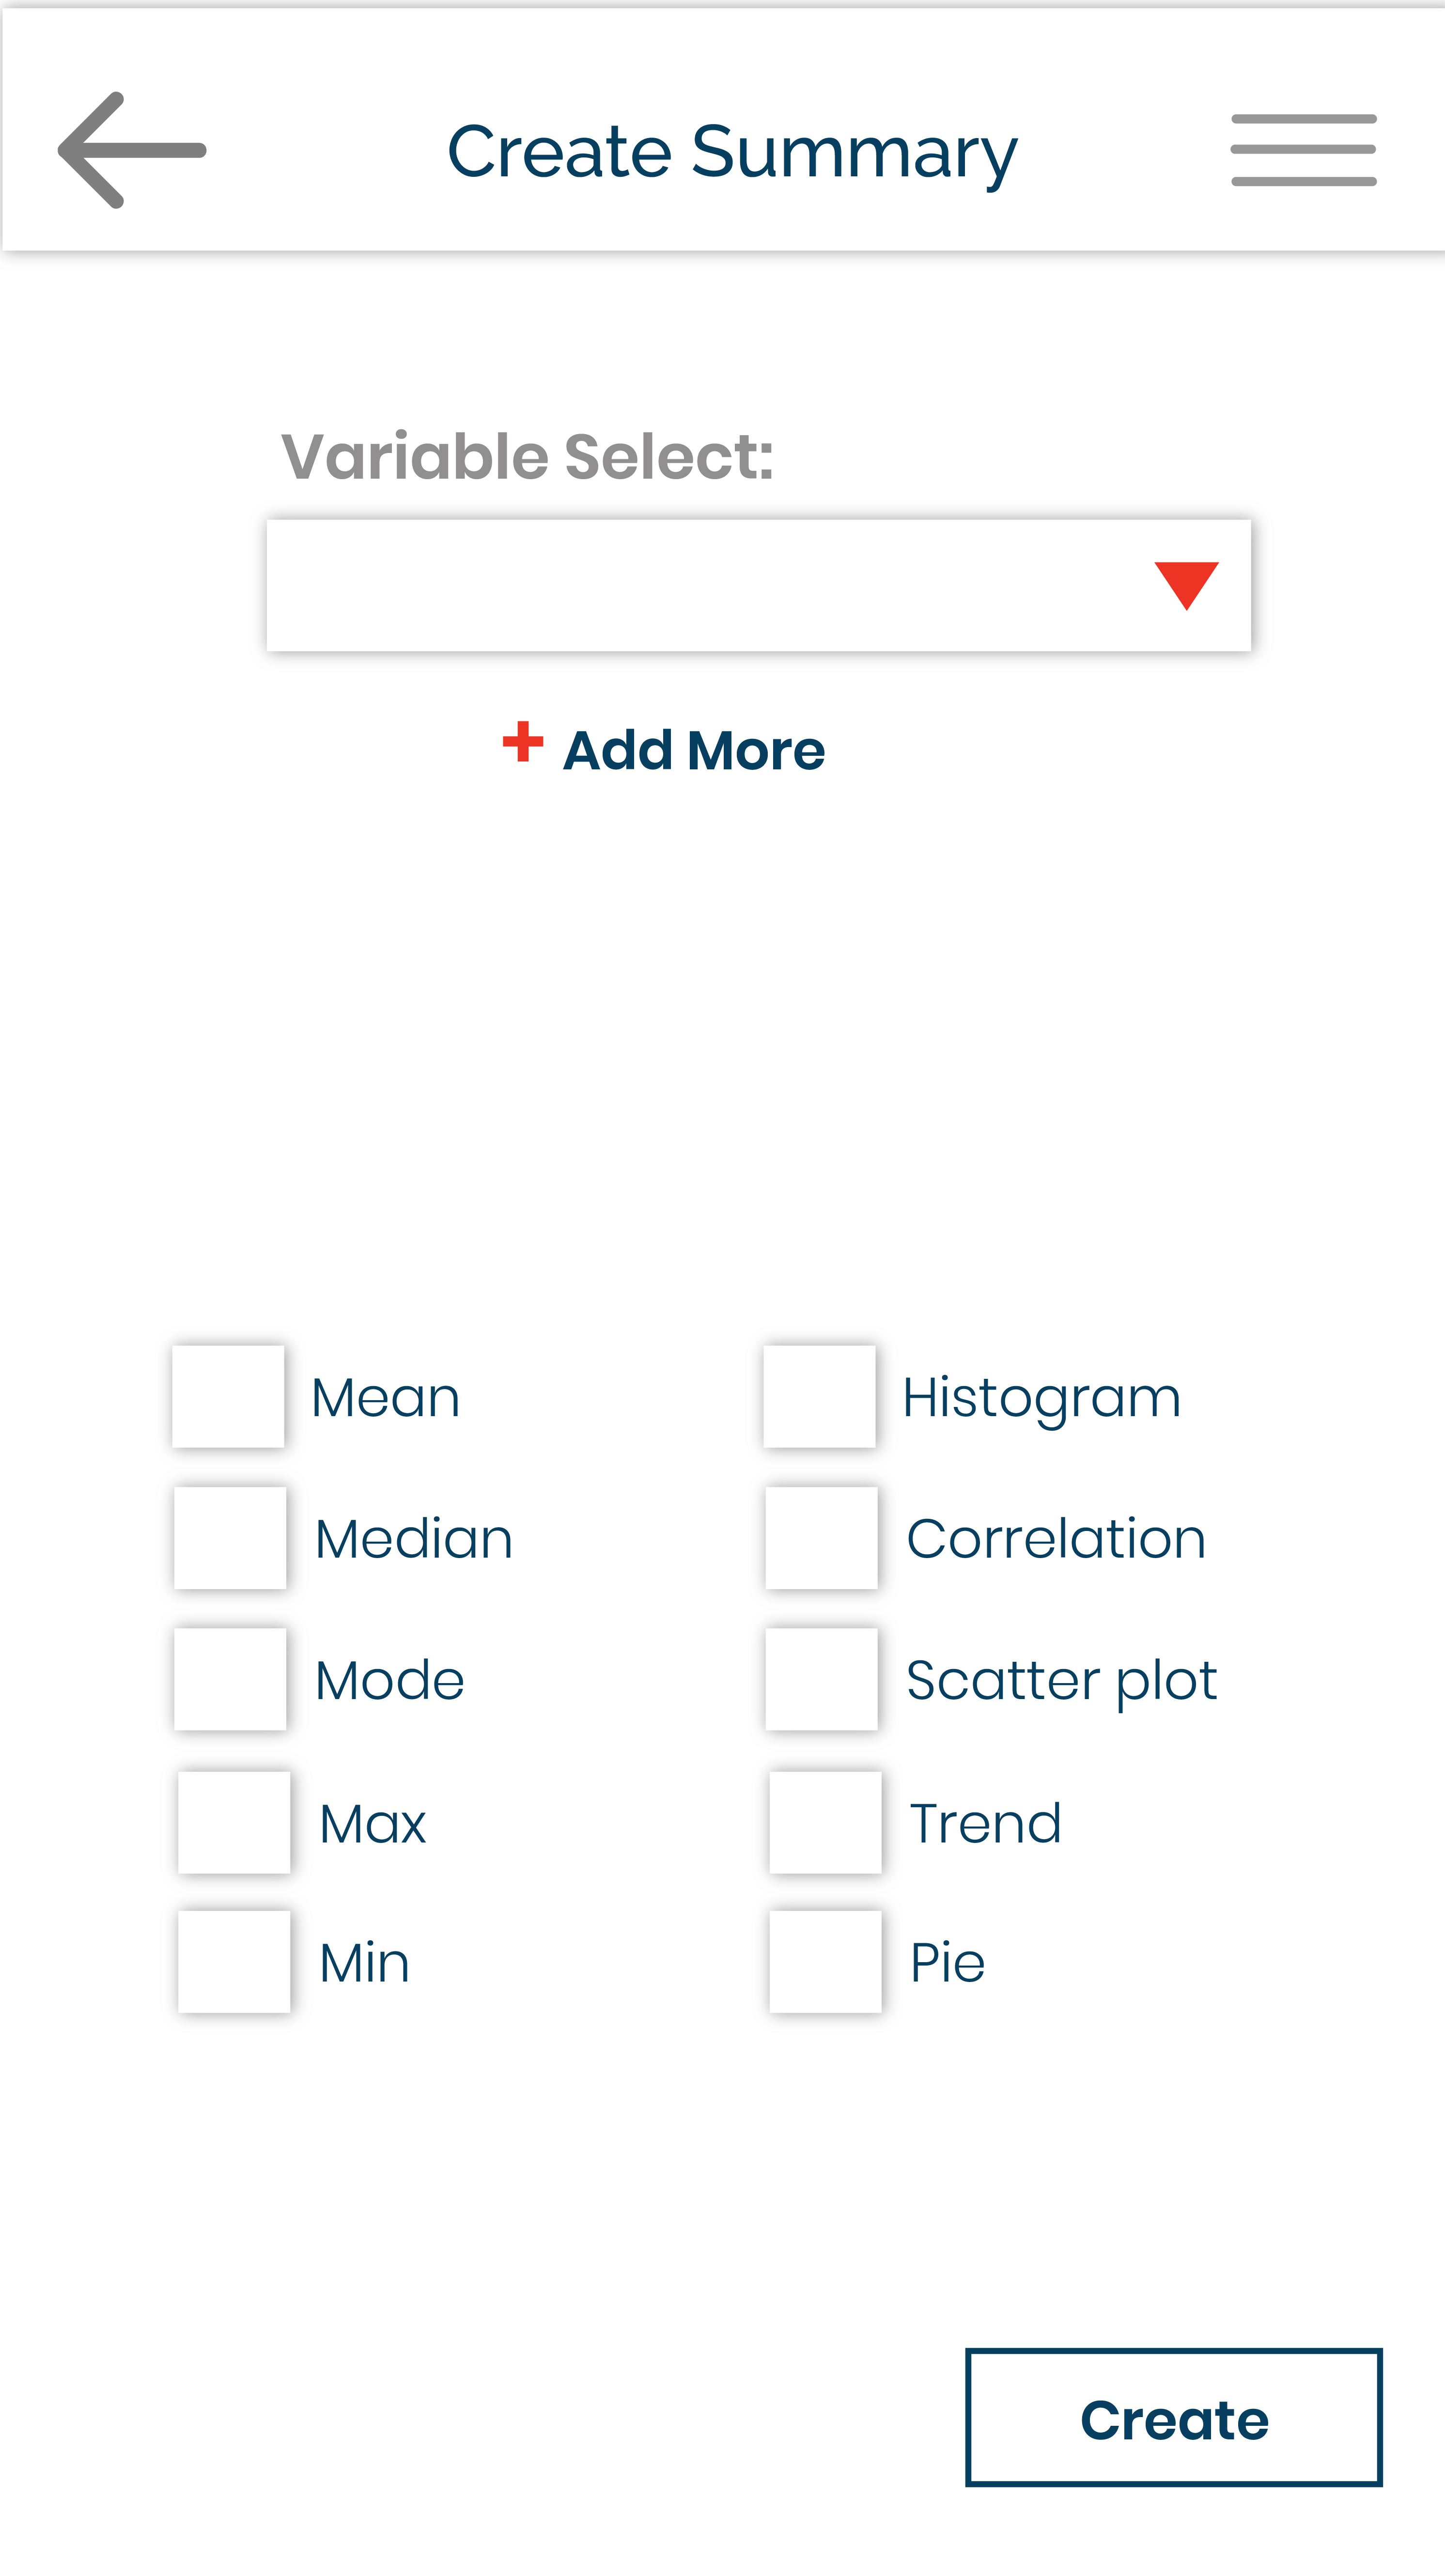 Create Summary
Variable Select:
+ Add More
Mean
Histogram
Median
Correlation
Mode
Scatter plot
Max
Trend
Min
Pie
Create